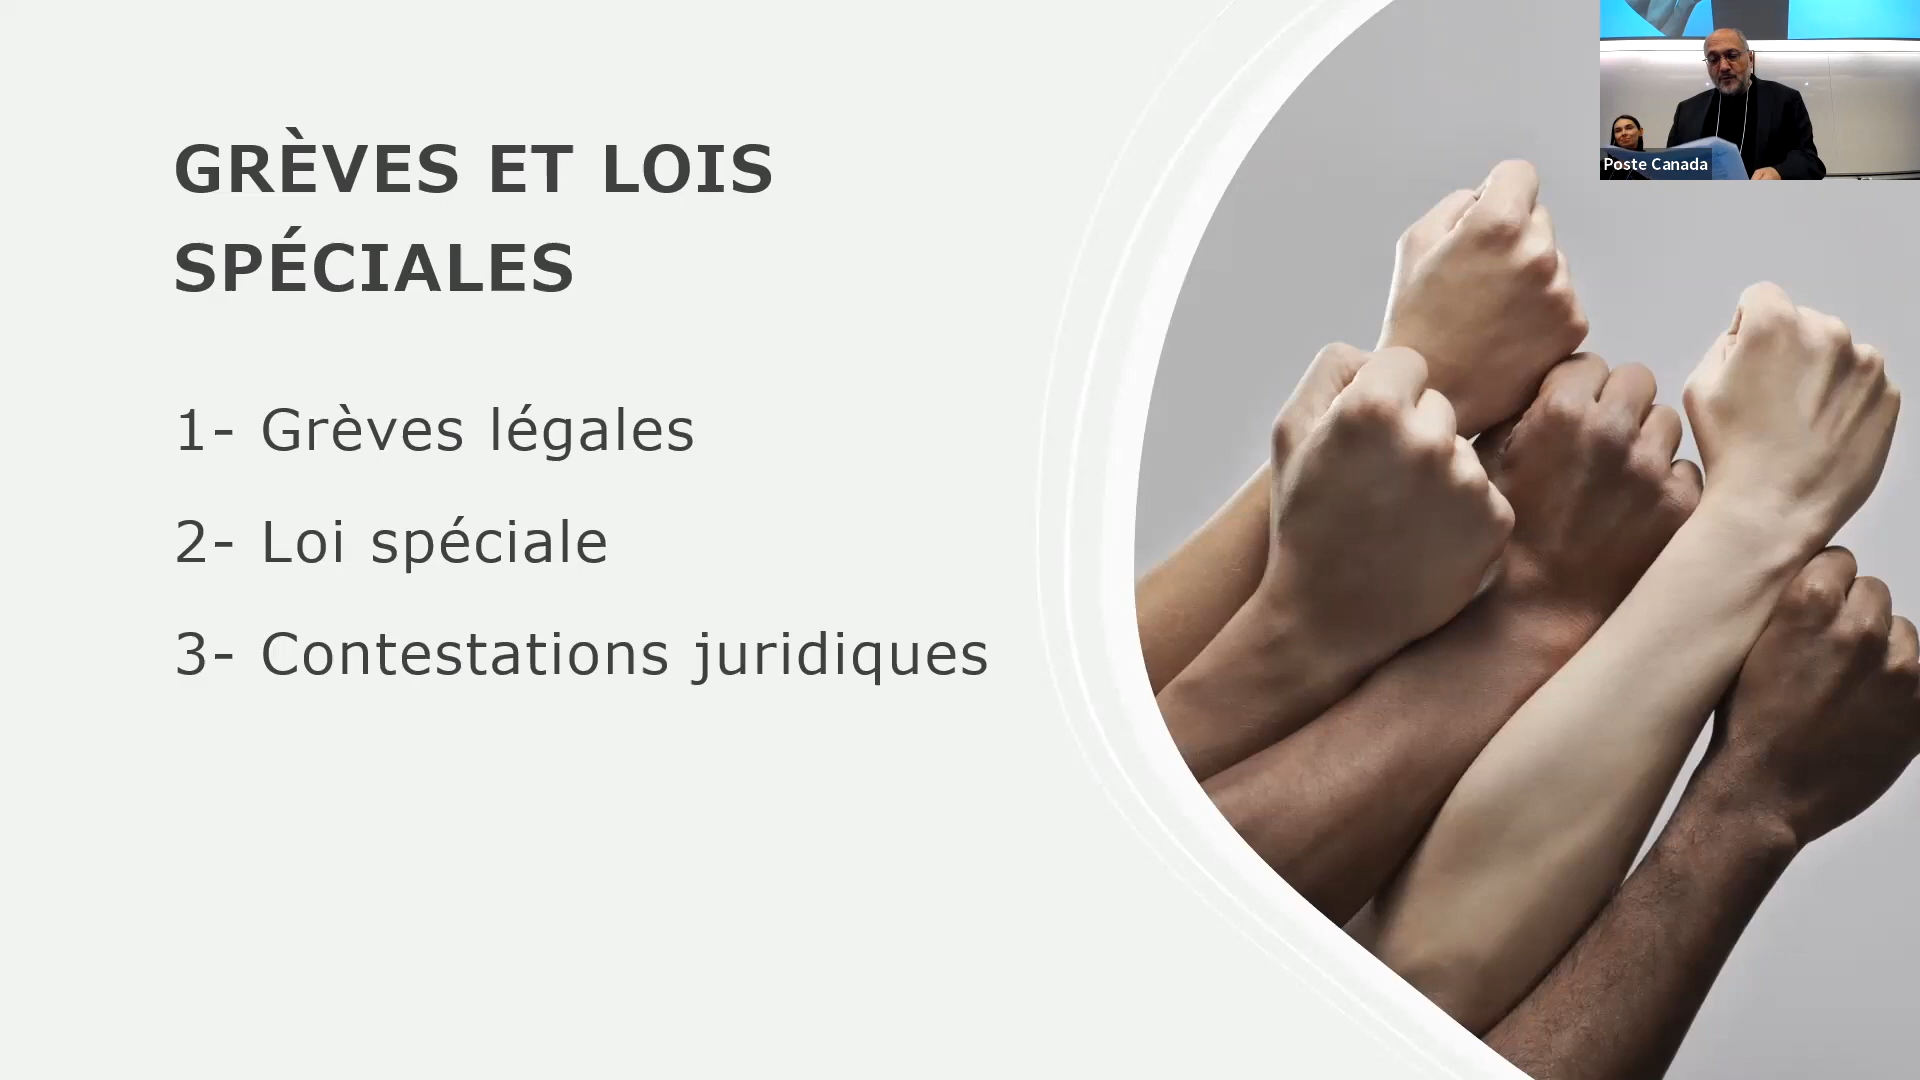 GRÈVES ET LOIS
SPÉCIALES
1- Grèves légales
2- Loi spéciale
3- Contestations juridiques
Poste Canada